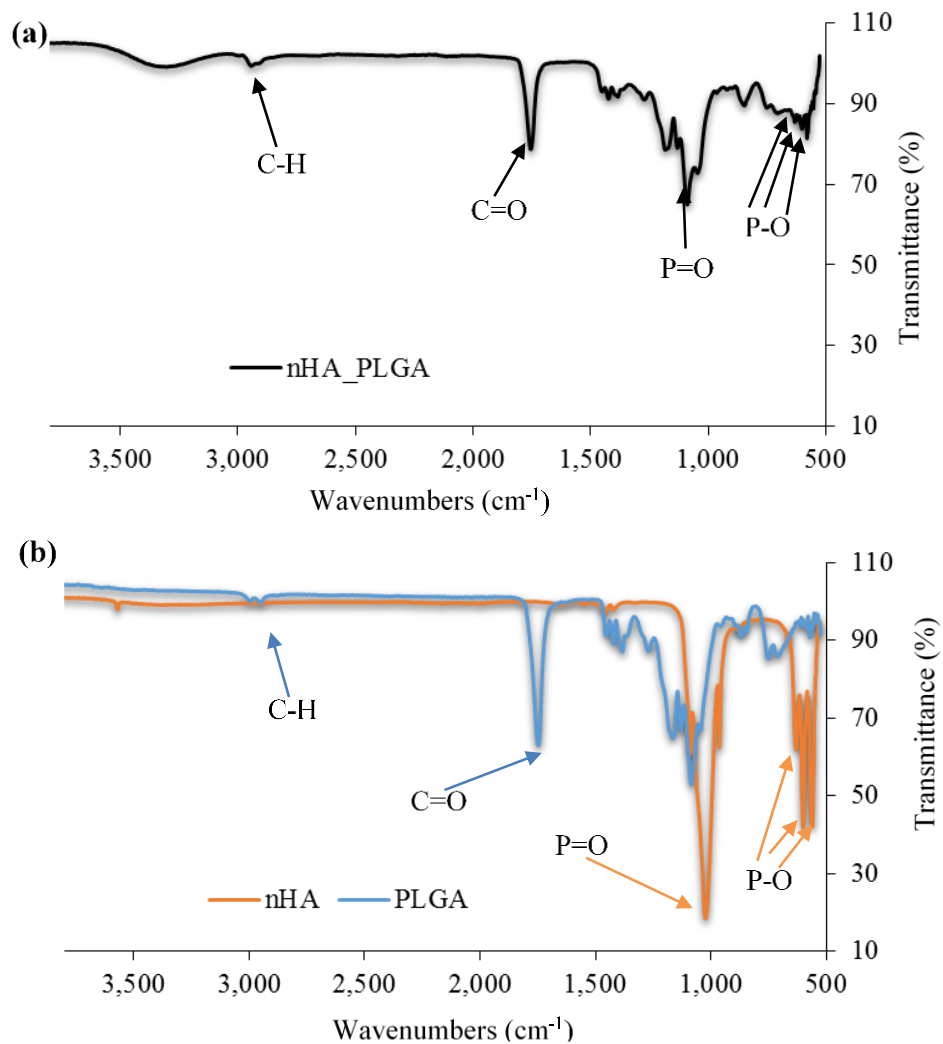 (a)
110
90
70
50
30
10
Transmittance (%)
C-H
C=O
P=O
P-O
nHA_PLGA
3,500 3,000 2,500 2,000 1,500 1,000 500
Wavenumbers (cm-1)
(b)
110
90
70
50
30
10
Transmittance (%)
C-H
C=O
P=O
P-O
nHA PLGA
3,500 3,000 2,500 2,000 1,500 1,000 500
Wavenumbers (cm-1)